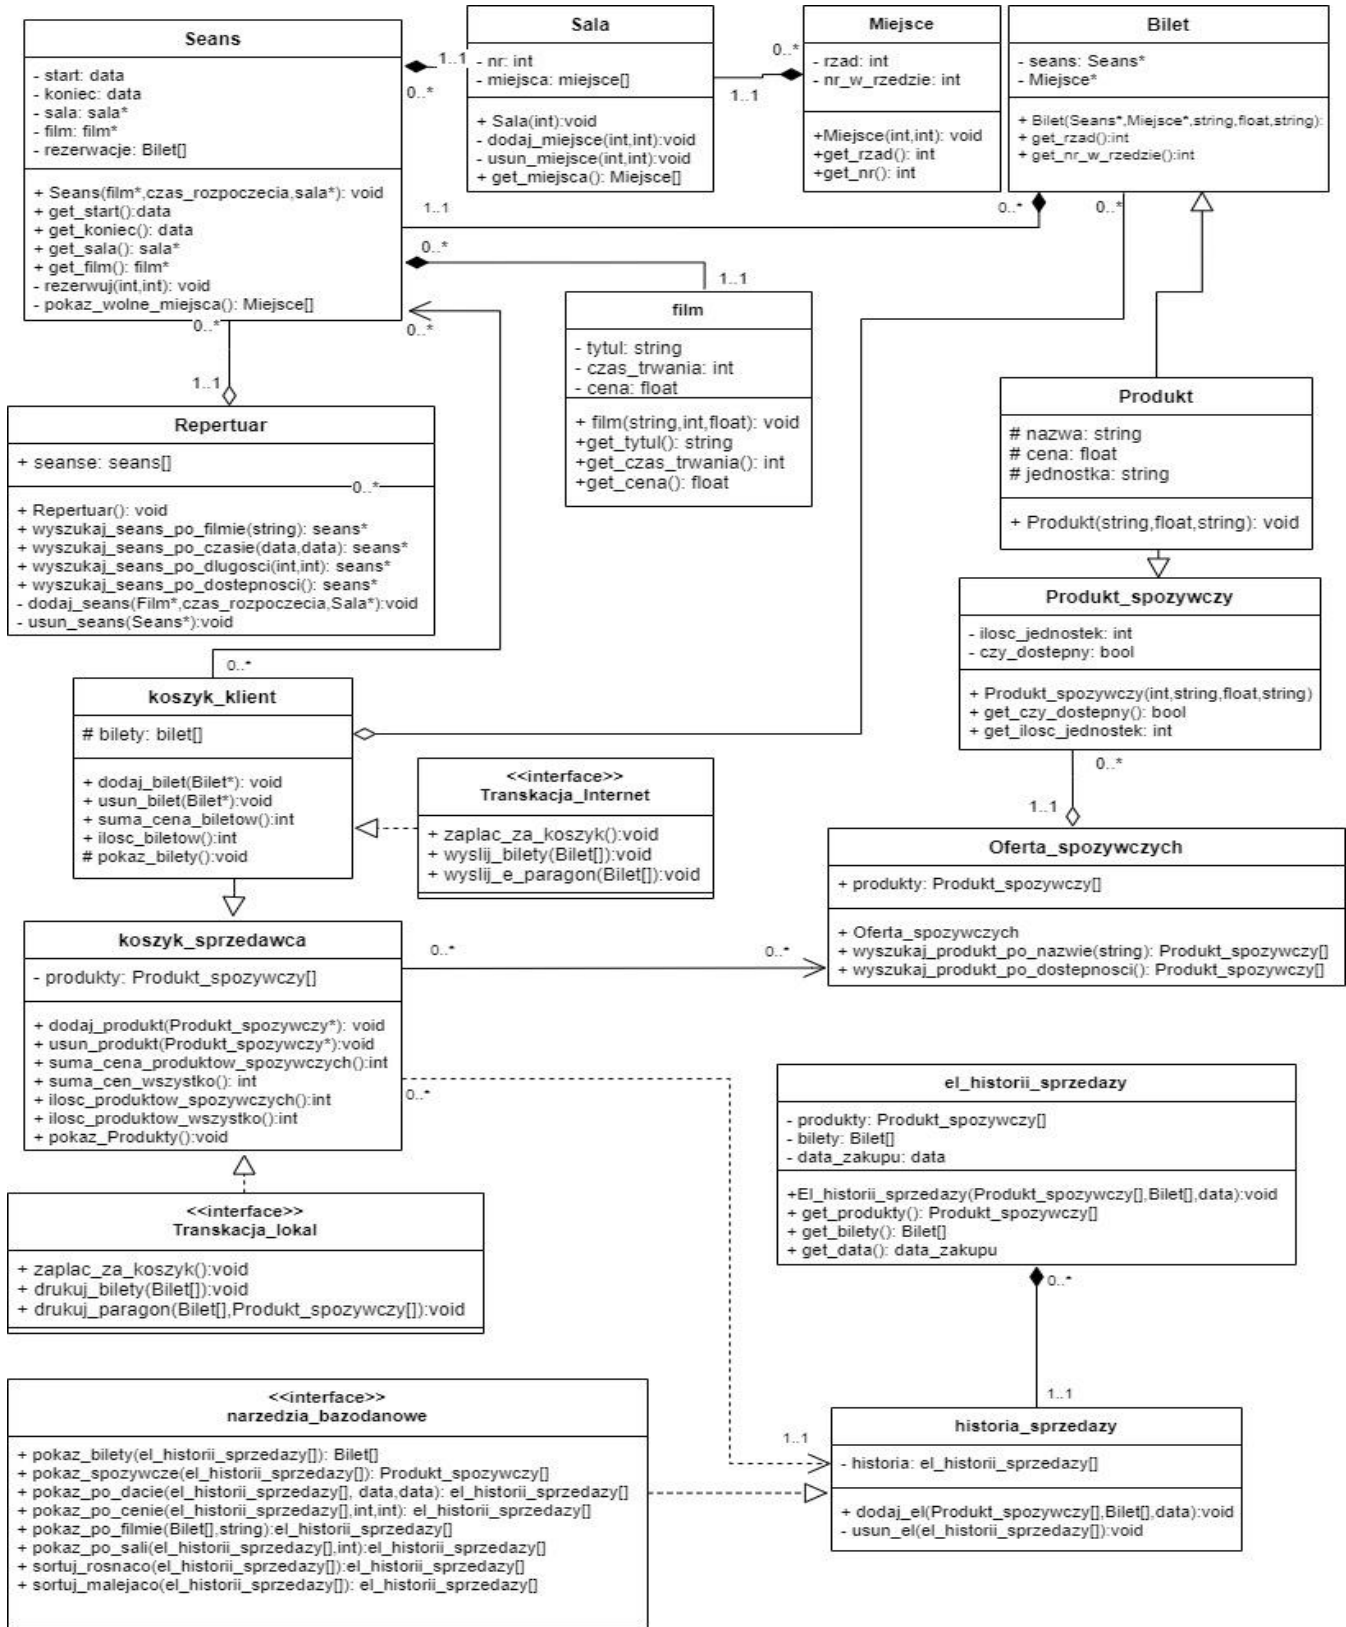 Seans
- start: data
- koniec: data
- sala: sala*
- film: film*
- rezerwacje: Bilet[]
+ Seans(film*,czas_rozpoczecia,sala*): void
+ get_start():data
+ get_koniec(): data
+ get_sala(): sala*
+ get_film(): film*
- rezerwuj(int,int): void
- pokaz_wolne_miejsca(): Miejsce[]
1..1
0..*
Sala
- nr: int
- miejsca: miejsce[]
+ Sala(int):void
- dodaj_miejsce(int,int):void
- usun_miejsce(int,int):void
+ get_miejsca(): Miejsce[]
0..*
1..1
Miejsce
- rzad: int
- nr_w_rzedzie: int
+Miejsce(int,int): void
+get_rzad(): int
+get_nr(): int
Bilet
- seans: Seans*
- Miejsce*
+ Bilet(Seans*,Miejsce*,string,float,string):
+ get_rzad():int
+ get_nr_w_rzedzie():int
1..1
0..*
0..*
0..*
1..1
film
- tytul: string
- czas_trwania: int
- cena: float
+ film(string,int,float): void
+get_tytul(): string
+get_czas_trwania(): int
+get_cena(): float
0..*
0..*
1..1
Repertuar
+ seanse: seans[]
0..*
+ Repertuar(): void
+ wyszukaj_seans_po_filmie(string): seans*
+ wyszukaj_seans_po_czasie(data,data): seans*
+ wyszukaj_seans_po_dlugosci(int,int): seans*
+ wyszukaj_seans_po_dostepnosci(): seans*
- dodaj_seans(Film*,czas_rozpoczecia,Sala*):void
- usun_seans(Seans*):void
Produkt
# nazwa: string
# cena: float
# jednostka: string
+ Produkt(string,float,string): void
Produkt_spozywczy
- ilosc_jednostek: int
- czy_dostepny: bool
+ Produkt_spozywczy(int,string,float,string)
+ get_czy_dostepny(): bool
+ get_ilosc_jednostek: int
0..*
1..1
0..*
koszyk_klient
# bilety: bilet[]
+ dodaj_bilet(Bilet*): void
+ usun_bilet(Bilet*):void
+ suma_cena_biletow():int
+ ilosc_biletow():int
# pokaz_bilety():void
<<interface>>
Transkacja_Internet
+ zaplac_za_koszyk():void
+ wyslij_bilety(Bilet[]):void
+ wyslij_e_paragon(Bilet[]):void
Oferta_spozywczych
+ produkty: Produkt_spozywczy[]
+ Oferta_spozywczych
+ wyszukaj_produkt_po_nazwie(string): Produkt_spozywczy[]
+ wyszukaj_produkt_po_dostepnosci(): Produkt_spozywczy[]
koszyk_sprzedawca
- produkty: Produkt_spozywczy[]
+ dodaj_produkt(Produkt_spozywczy*): void
+ usun_produkt(Produkt_spozywczy*):void
+ suma_cena_produktow_spozywczych():int
+ suma_cen_wszystko(): int
+ ilosc_produktow_spozywczych():int
+ ilosc_produktow_wszystko():int
+ pokaz_Produkty():void
0..*
0..*
0..*
<<interface>>
Transkacja_lokal
+ zaplac_za_koszyk():void
+ drukuj_bilety(Bilet[]):void
+ drukuj_paragon(Bilet[],Produkt_spozywczy[]):void
el_historii_sprzedazy
- produkty: Produkt_spozywczy[]
- bilety: Bilet[]
- data_zakupu: data
+El_historii_sprzedazy(Produkt_spozywczy[],Bilet[],data):void
+ get_produkty(): Produkt_spozywczy[]
+ get_bilety(): Bilet[]
+ get_data(): data_zakupu
0..*
1..1
<<interface>>
narzedzia_bazodanowe
+ pokaz_bilety(el_historii_sprzedazy[]): Bilet[]
+ pokaz_spozywcze(el_historii_sprzedazy[]): Produkt_spozywczy[]
+ pokaz_po_dacie(el_historii_sprzedazy[], data,data): el_historii_sprzedazy[]
+ pokaz_po_cenie(el_historii_sprzedazy[],int,int): el_historii_sprzedazy[]
+ pokaz_po_filmie(Bilet[],string):el_historii_sprzedazy[]
+ pokaz_po_sali(el_historii_sprzedazy[],int):el_historii_sprzedazy[]
+ sortuj_rosnaco(el_historii_sprzedazy[]):el_historii_sprzedazy[]
+ sortuj_malejaco(el_historii_sprzedazy[]): el_historii_sprzedazy[]
1..1
historia_sprzedazy
- historia: el_historii_sprzedazy[]
+ dodaj_el(Produkt_spozywczy[],Bilet[],data):void
- usun_el(el_historii_sprzedazy[]):void